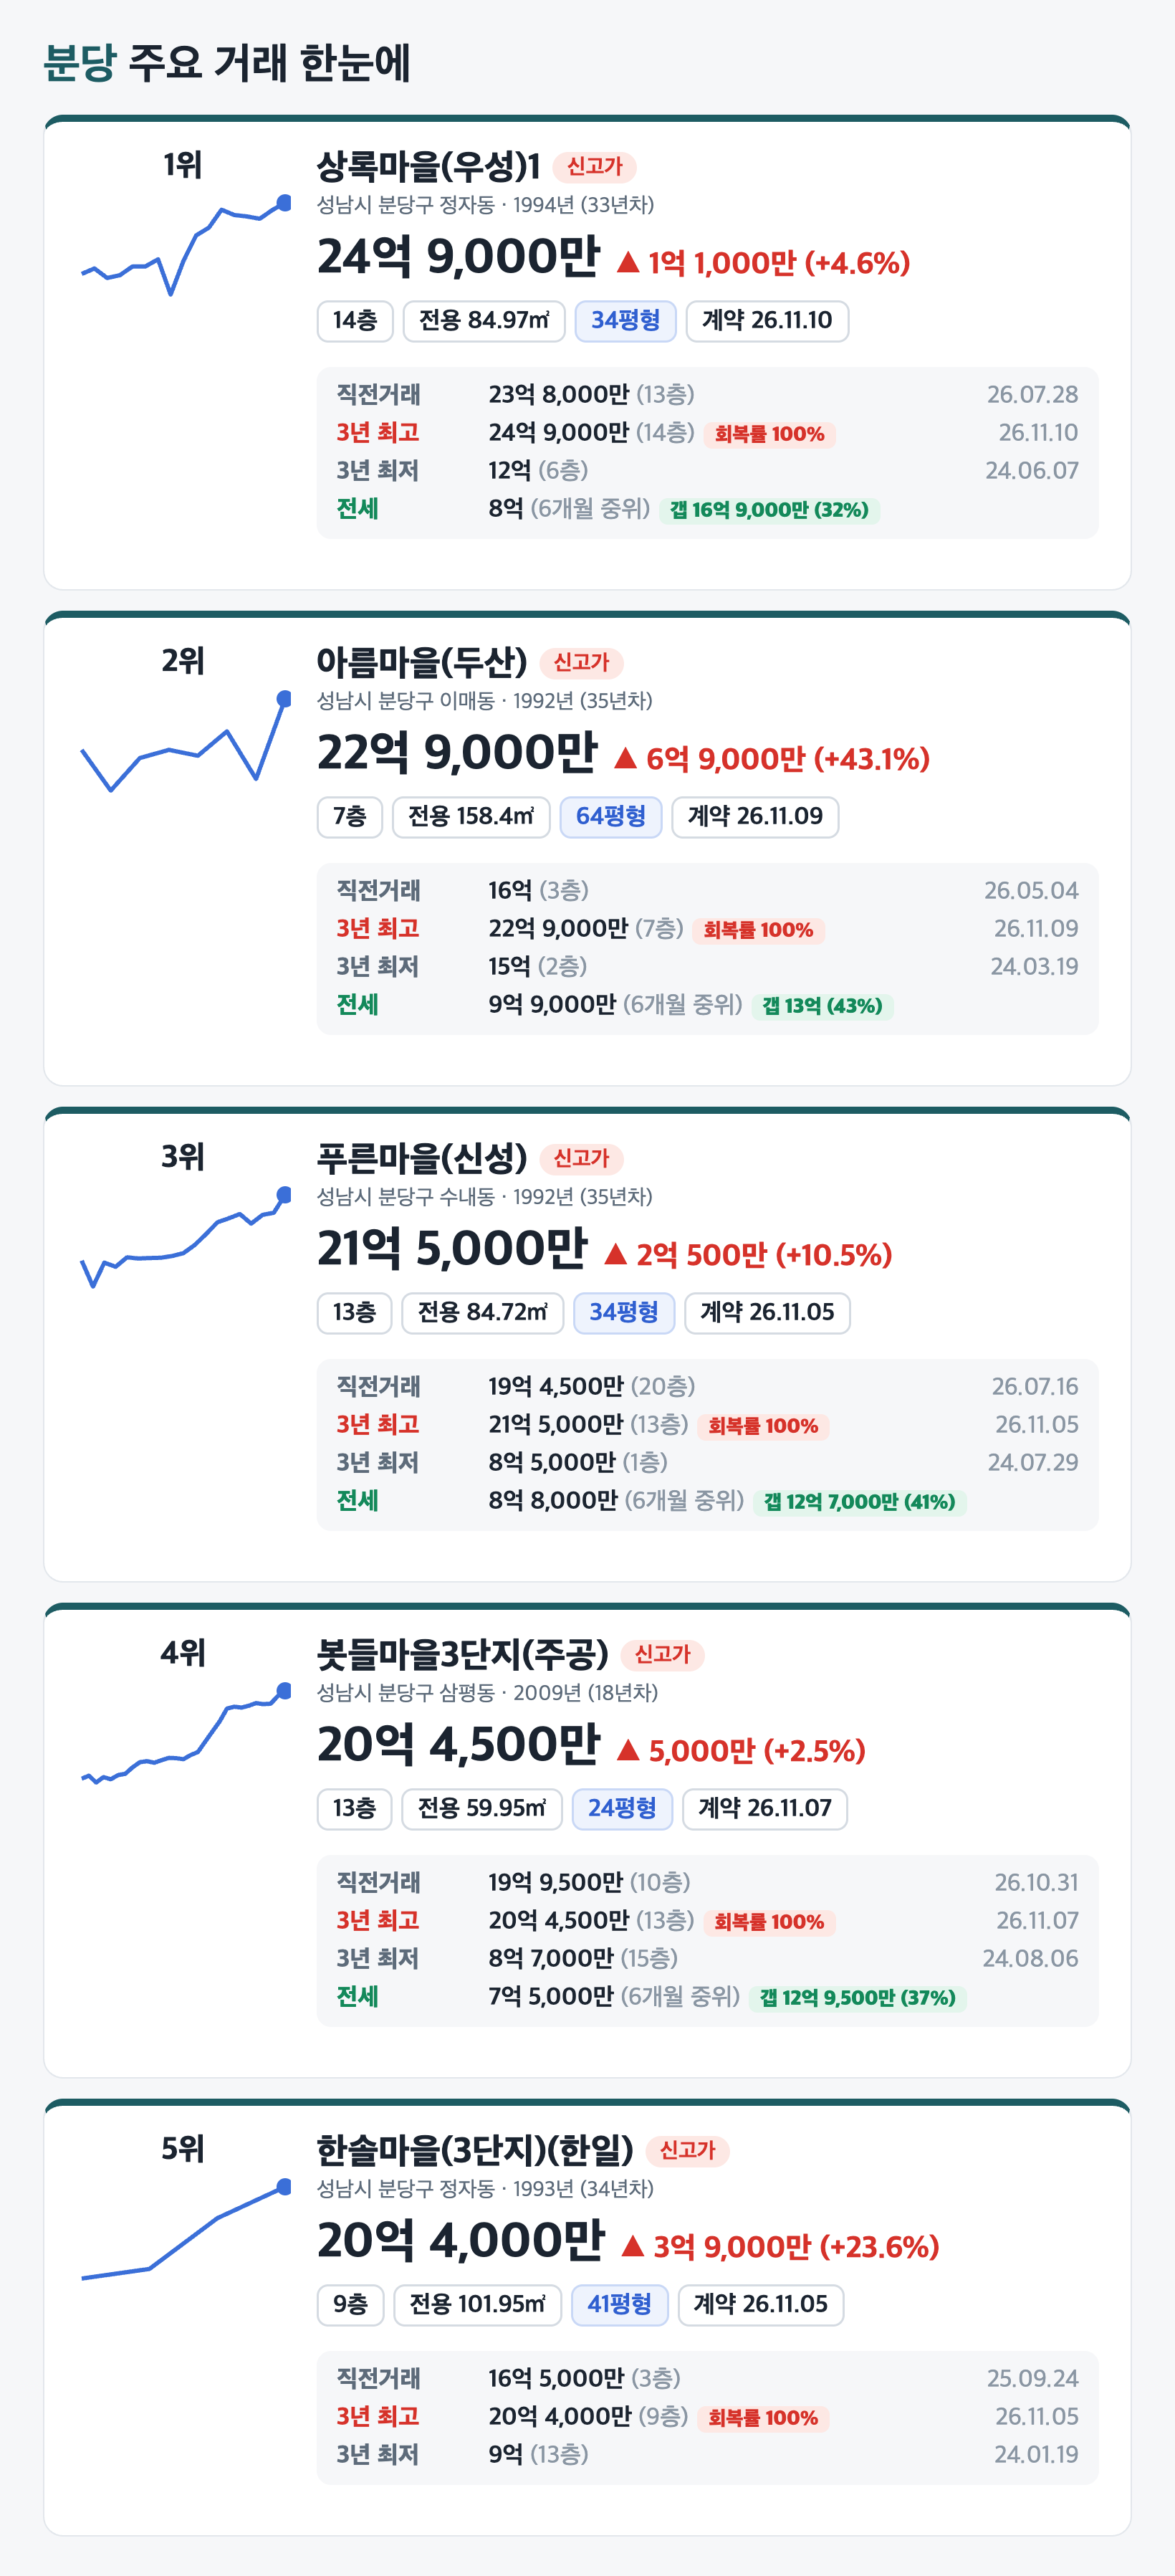 분당 주요 거래 한눈에
1위
상록마을(우성)1 신고가
성남시 분당구 정자동 · 1994년 (33년차)
24억 9,000만 ▲ 1억 1,000만 (+4.6%)
14층 전용 84.97㎡ 34평형 계약 26.11.10
직전거래 23억 8,000만 (13층) 26.07.28
3년 최고 24억 9,000만 (14층) 회복률 100% 26.11.10
3년 최저 12억 (6층) 24.06.07
전세 8억 (6개월 중위) 갭 16억 9,000만 (32%)
2위
아름마을(두산) 신고가
성남시 분당구 이매동 · 1992년 (35년차)
22억 9,000만 ▲ 6억 9,000만 (+43.1%)
7층 전용 158.4㎡ 64평형 계약 26.11.09
직전거래 16억 (3층) 26.05.04
3년 최고 22억 9,000만 (7층) 회복률 100% 26.11.09
3년 최저 15억 (2층) 24.03.19
전세 9억 9,000만 (6개월 중위) 갭 13억 (43%)
3위
푸른마을(신성) 신고가
성남시 분당구 수내동 · 1992년 (35년차)
21억 5,000만 ▲ 2억 500만 (+10.5%)
13층 전용 84.72㎡ 34평형 계약 26.11.05
직전거래 19억 4,500만 (20층) 26.07.16
3년 최고 21억 5,000만 (13층) 회복률 100% 26.11.05
3년 최저 8억 5,000만 (1층) 24.07.29
전세 8억 8,000만 (6개월 중위) 갭 12억 7,000만 (41%)
4위
봇들마을3단지(주공) 신고가
성남시 분당구 삼평동 · 2009년 (18년차)
20억 4,500만 ▲ 5,000만 (+2.5%)
13층 전용 59.95㎡ 24평형 계약 26.11.07
직전거래 19억 9,500만 (10층) 26.10.31
3년 최고 20억 4,500만 (13층) 회복률 100% 26.11.07
3년 최저 8억 7,000만 (15층) 24.08.06
전세 7억 5,000만 (6개월 중위) 갭 12억 9,500만 (37%)
5위
한솔마을(3단지)(한일) 신고가
성남시 분당구 정자동 · 1993년 (34년차)
20억 4,000만 ▲ 3억 9,000만 (+23.6%)
9층 전용 101.95㎡ 41평형 계약 26.11.05
직전거래 16억 5,000만 (3층) 25.09.24
3년 최고 20억 4,000만 (9층) 회복률 100% 26.11.05
3년 최저 9억 (13층) 24.01.19